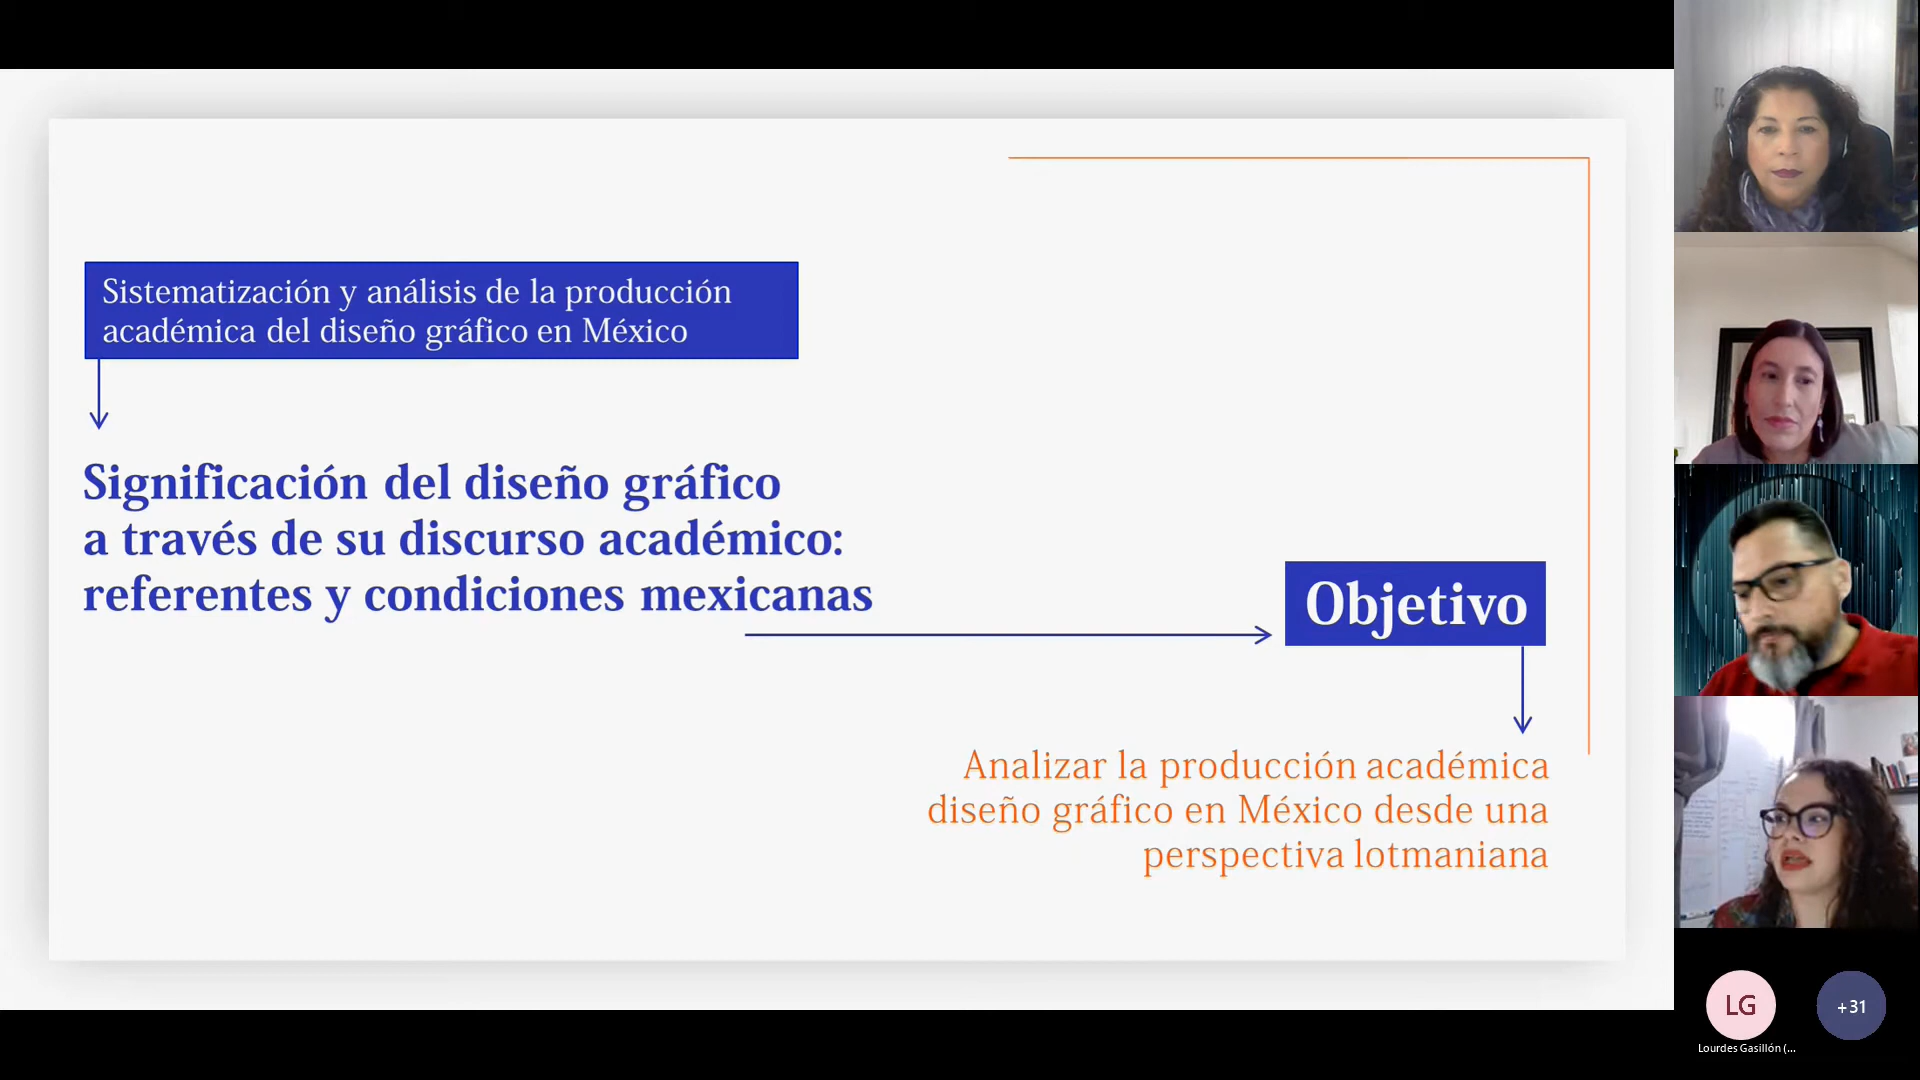 Sistematización y análisis de la producción
académica del diseño gráfico en México
Significación del diseño gráfico
a través de su discurso académico:
referentes y condiciones mexicanas
Objetivo
Analizar la producción académica
diseño gráfico en México desde una
perspectiva lotmaniana
LG
+31
Lourdes Gasillón (...